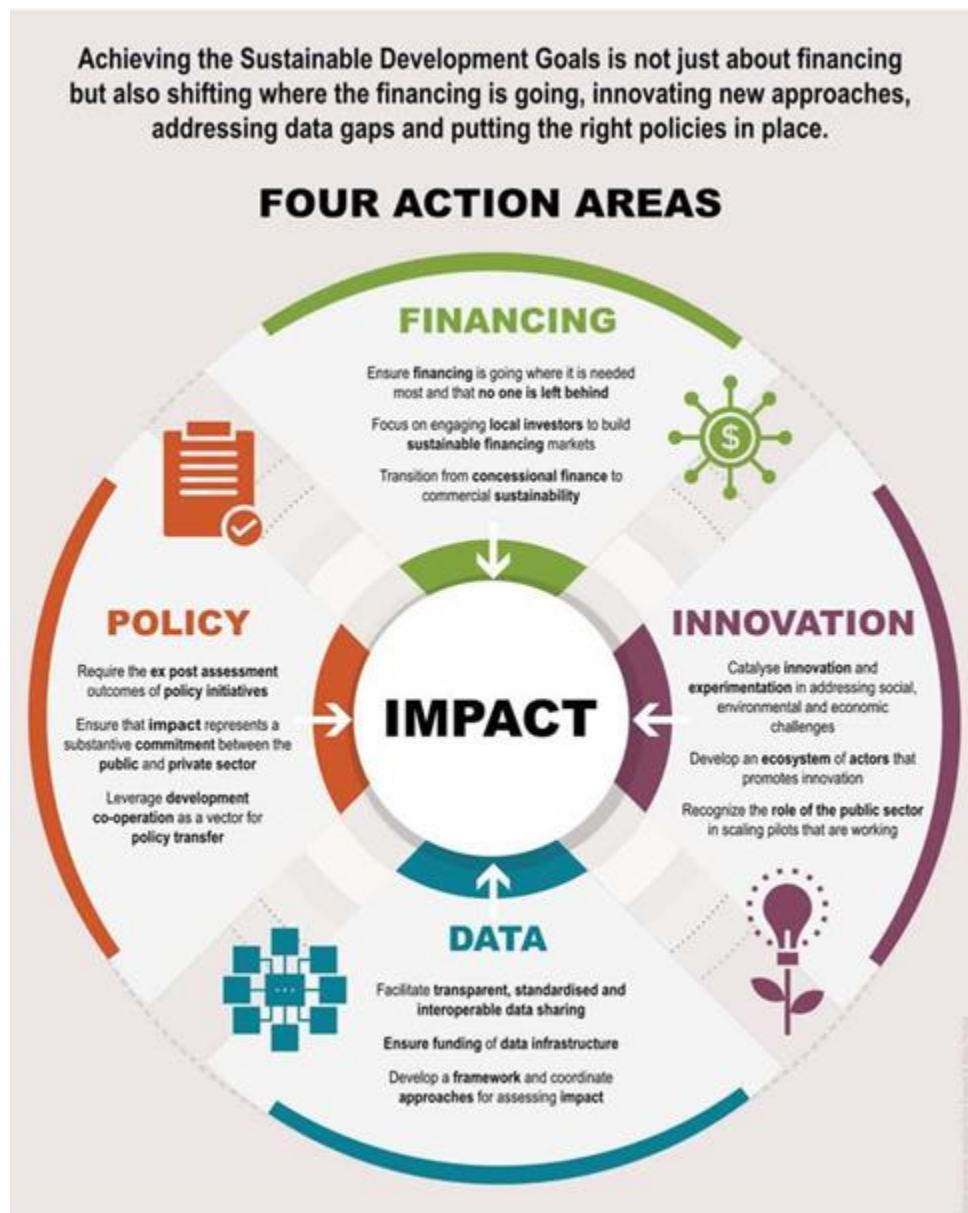 Achieving the Sustainable Development Goals is not just about financing
but also shifting where the financing is going, innovating new approaches,
addressing data gaps and putting the right policies in place.
FOUR ACTION AREAS
FINANCING
Ensure financing is going where it is needed
most and that no one is left behind
Focus on engaging local investors to build
sustainable financing markets
Transition from concessional finance to
commercial sustainability
$
POLICY
Require the ex post assessment
outcomes of policy initiatives
Ensure that impact represents a
substantive commitment between the
public and private sector
Leverage development
co-operation as a vector for
policy transfer
IMPACT
INNOVATION
Catalyse innovation and
experimentation in addressing social,
environmental and economic
challenges
Develop an ecosystem of actors that
promotes innovation
Recognize the role of the public sector
in scaling pilots that are working
DATA
Facilitate transparent, standardised and
interoperable data sharing
Ensure funding of data infrastructure
Develop a framework and coordinate
approaches for assessing impact